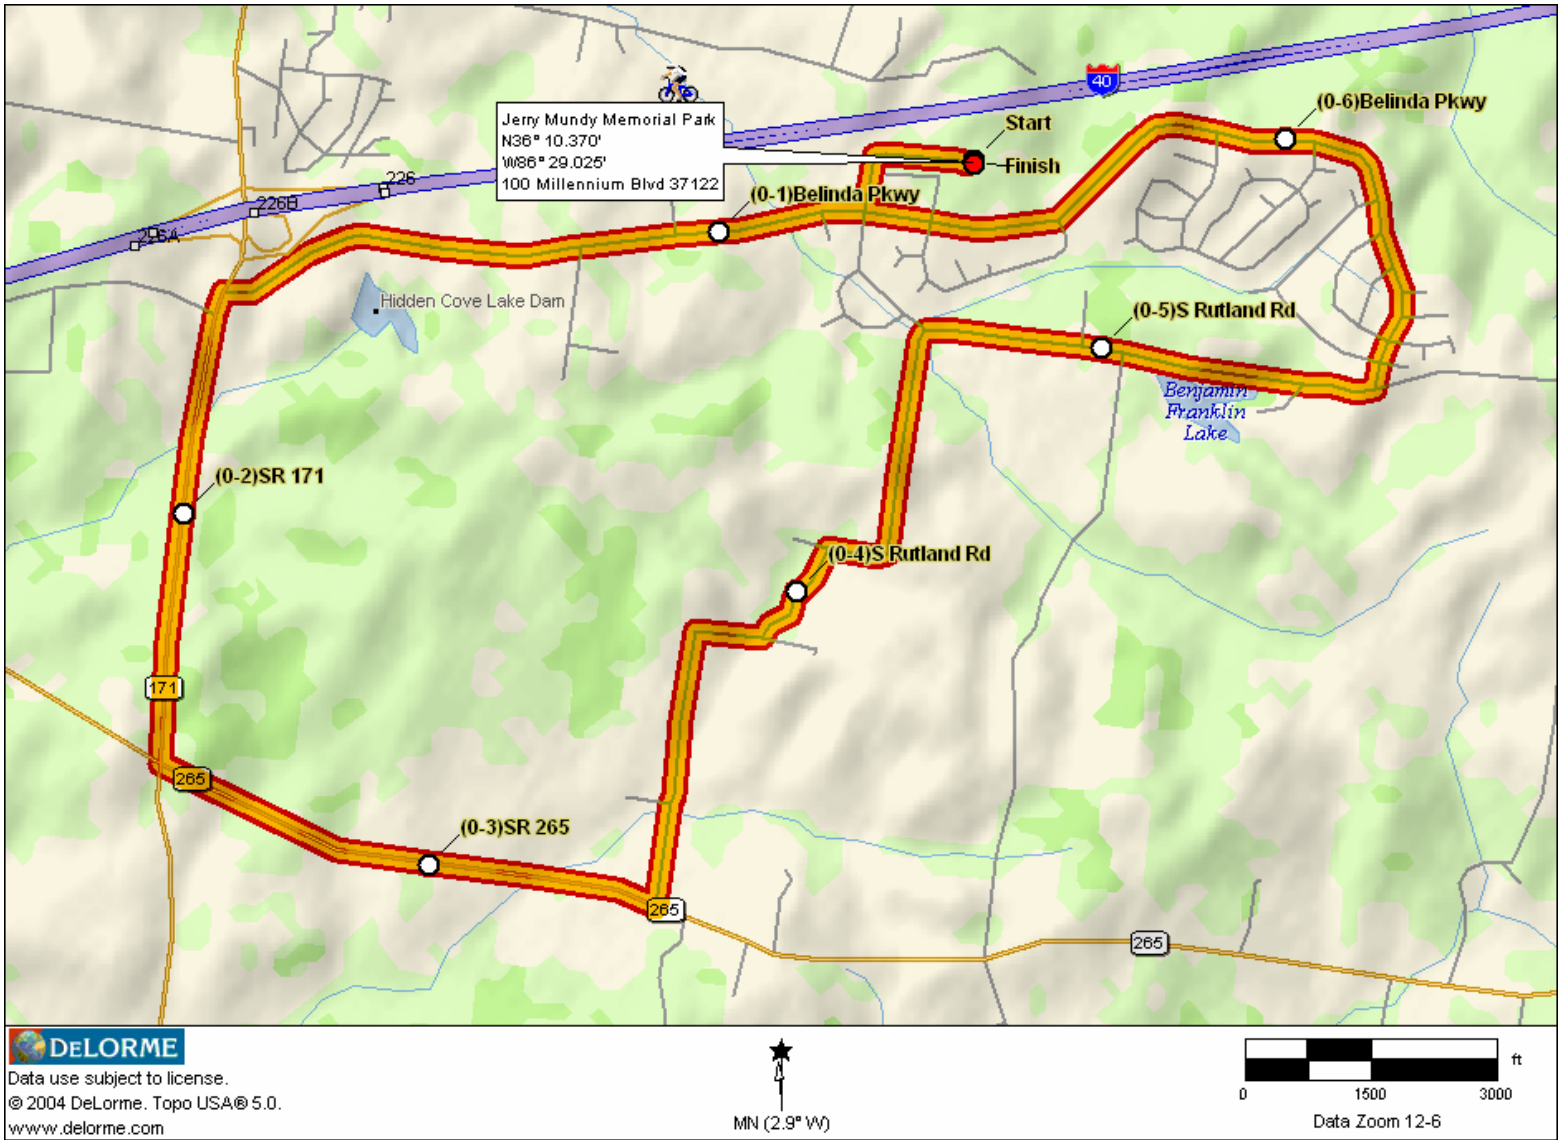 40
(0-6)Belinda Pkwy
Jerry Mundy Memorial Park
N36° 10.370'
W86° 29.025'
100 Millennium Blvd 37122
Start
Finish
226
(0-1)Belinda Pkwy
226B
226A
Hidden Cove Lake Dam
(0-5)S Rutland Rd
Benjamin
Franklin
Lake
(0-2)SR 171
(0-4)S Rutland Rd
171
265
(0-3)SR 265
265
265
DELORME
Data use subject to license.
© 2004 DeLorme. Topo USA® 5.0.
www.delorme.com
MN (2.9° W)
ft
0 1500 3000
Data Zoom 12-6